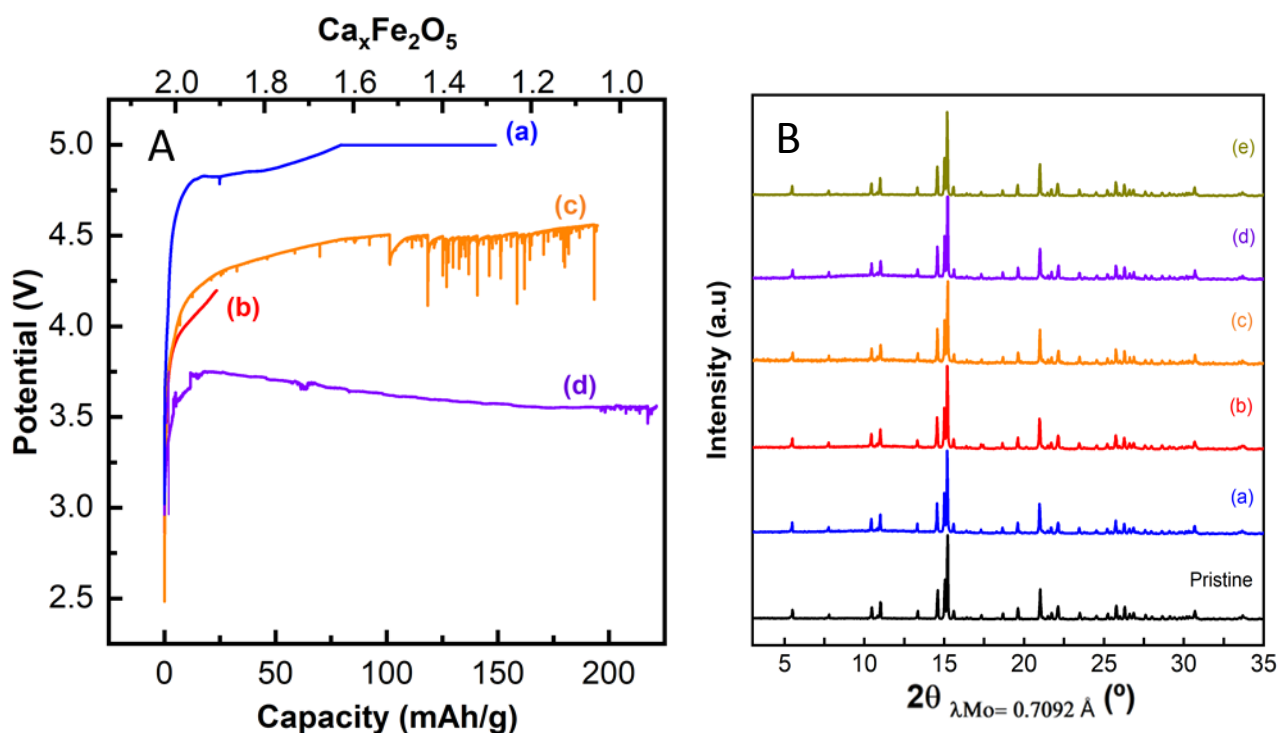 CaₓFe₂O₅
2.0 1.8 1.6 1.4 1.2 1.0
A
5.0
4.5
4.0
3.5
3.0
2.5
Potential (V)
(a)
(c)
(b)
(d)
0 50 100 150 200
Capacity (mAh/g)
B
Intensity (a.u)
(e)
(d)
(c)
(b)
(a)
Pristine
5 10 15 20 25 30 35
2θ λMo= 0.7092 Å (º)